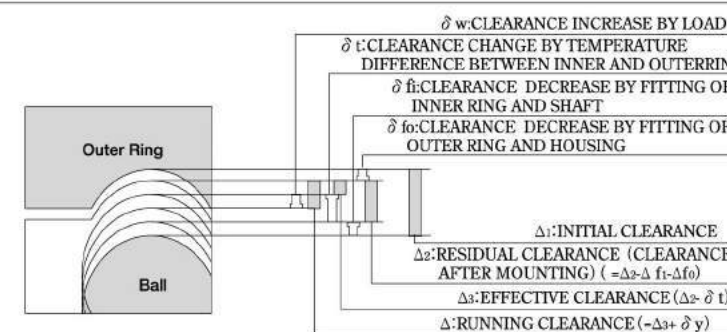 δ w:CLEARANCE INCREASE BY LOAD
δ t:CLEARANCE CHANGE BY TEMPERATURE
DIFFERENCE BETWEEN INNER AND OUTERRIN
δ fi:CLEARANCE DECREASE BY FITTING OF
INNER RING AND SHAFT
δ fo:CLEARANCE DECREASE BY FITTING OF
OUTER RING AND HOUSING
Outer Ring
Δ1:INITIAL CLEARANCE
Δ2:RESIDUAL CLEARANCE (CLEARANCE
AFTER MOUNTING) ( =Δ2-Δ f1-Δf0)
Ball
Δ3:EFFECTIVE CLEARANCE (Δ2- δ t)
Δ:RUNNING CLEARANCE (-Δ3+ δ y)